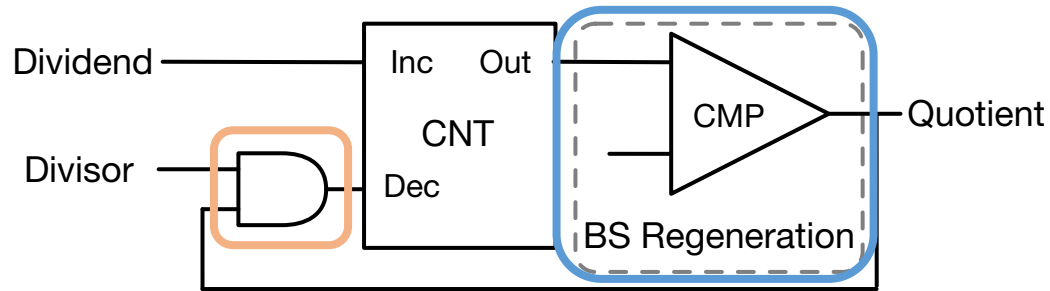 Dividend
Inc Out
CMP
Quotient
CNT
Divisor
Dec
BS Regeneration